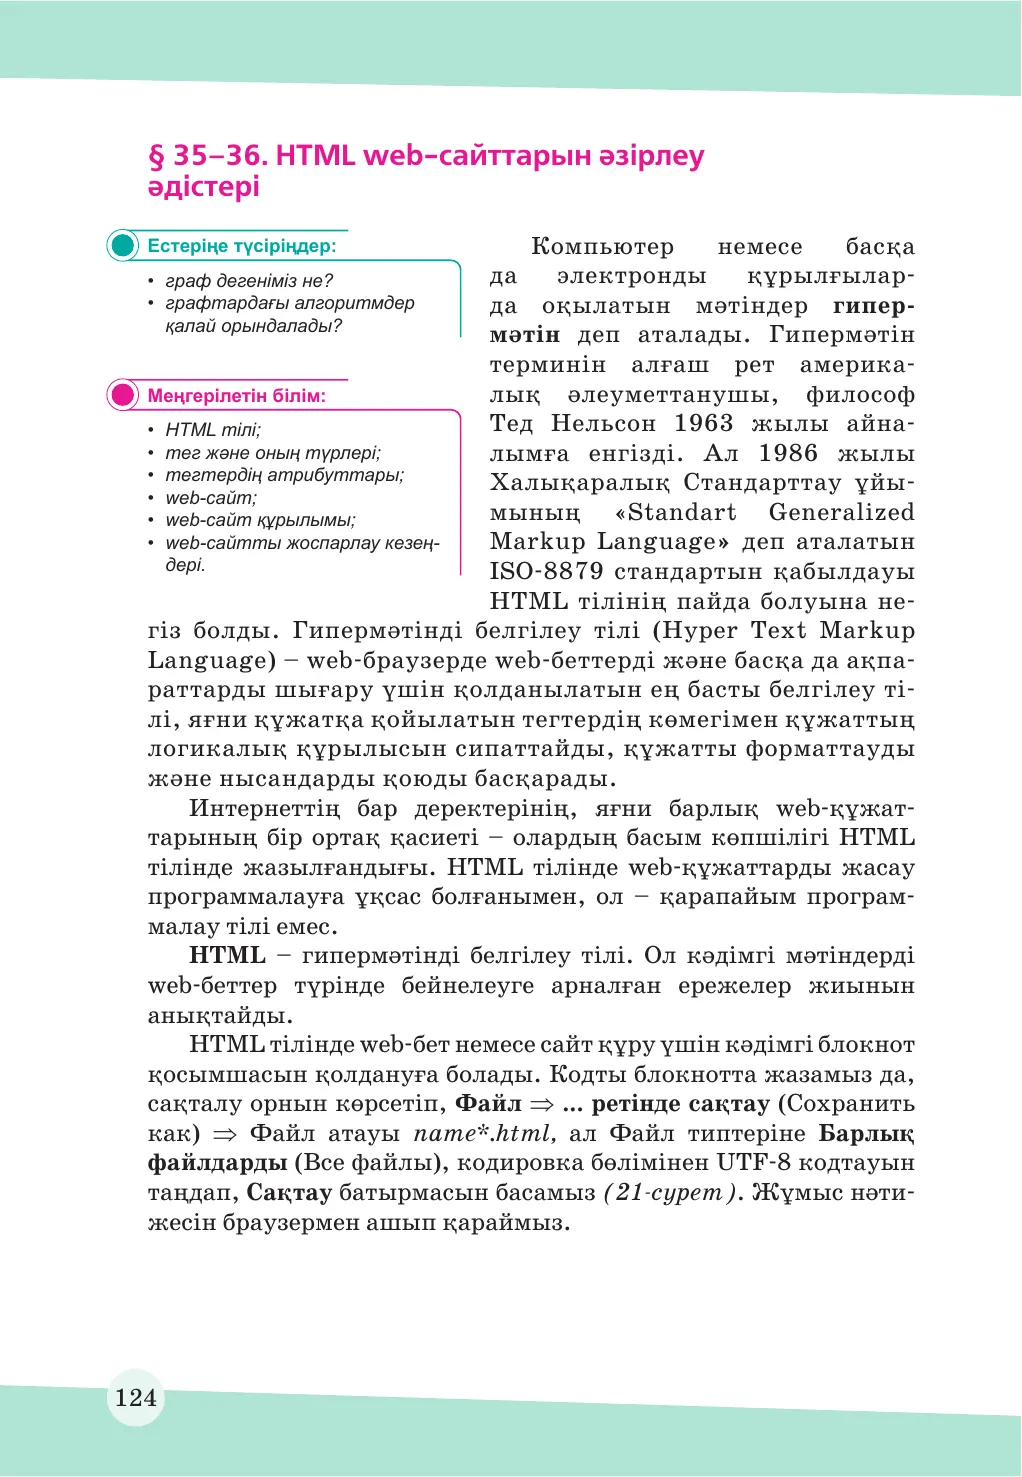 § 35–36. HTML web-сайттарын әзірлеу
әдістері
Естеріңе түсіріңдер:
• граф дегеніміз не?
• графтардағы алгоритмдер
қалай орындалады?
Меңгерілетін білім:
• HTML тілі;
• тег және оның түрлері;
• тегтердің атрибуттары;
• web-сайт;
• web-сайт құрылымы;
• web-сайтты жоспарлау кезең-
дері.
Компьютер немесе басқа
да электронды құрылғылар-
да оқылатын мәтіндер гипер-
мәтін деп аталады. Гипермәтін
терминін алғаш рет америка-
лық әлеуметтанушы, философ
Тед Нельсон 1963 жылы айна-
лымға енгізді. Ал 1986 жылы
Халықаралық Стандарттау ұйы-
мының «Standart Generalized
Markup Language» деп аталатын
ISO-8879 стандартын қабылдауы
HTML тілінің пайда болуына не-
гіз болды. Гипермәтінді белгілеу тілі (Hyper Text Markup
Language) – web-браузерде web-беттерді және басқа да ақпа-
раттарды шығару үшін қолданылатын ең басты белгілеу ті-
лі, яғни құжатқа қойылатын тегтердің көмегімен құжаттың
логикалық құрылысын сипаттайды, құжатты форматтауды
және нысандарды қоюды басқарады.
Интернеттің бар деректерінің, яғни барлық web-құжат-
тарының бір ортақ қасиеті – олардың басым көпшілігі HTML
тілінде жазылғандығы. HTML тілінде web-құжаттарды жасау
программалауға ұқсас болғанымен, ол – қарапайым програм-
малау тілі емес.
HTML – гипермәтінді белгілеу тілі. Ол кәдімгі мәтіндерді
web-беттер түрінде бейнелеуге арналған ережелер жиынын
анықтайды.
HTML тілінде web-бет немесе сайт құру үшін кәдімгі блокнот
қосымшасын қолдануға болады. Кодты блокнотта жазамыз да,
сақталу орнын көрсетіп, Файл ⇒ ... ретінде сақтау (Сохранить
как) ⇒ Файл атауы name*.html, ал Файл типтеріне Барлық
файлдарды (Все файлы), кодировка бөлімінен UTF-8 кодтауын
таңдап, Сақтау батырмасын басамыз (21-сурет). Жұмыс нәти-
жесін браузермен ашып қараймыз.
124